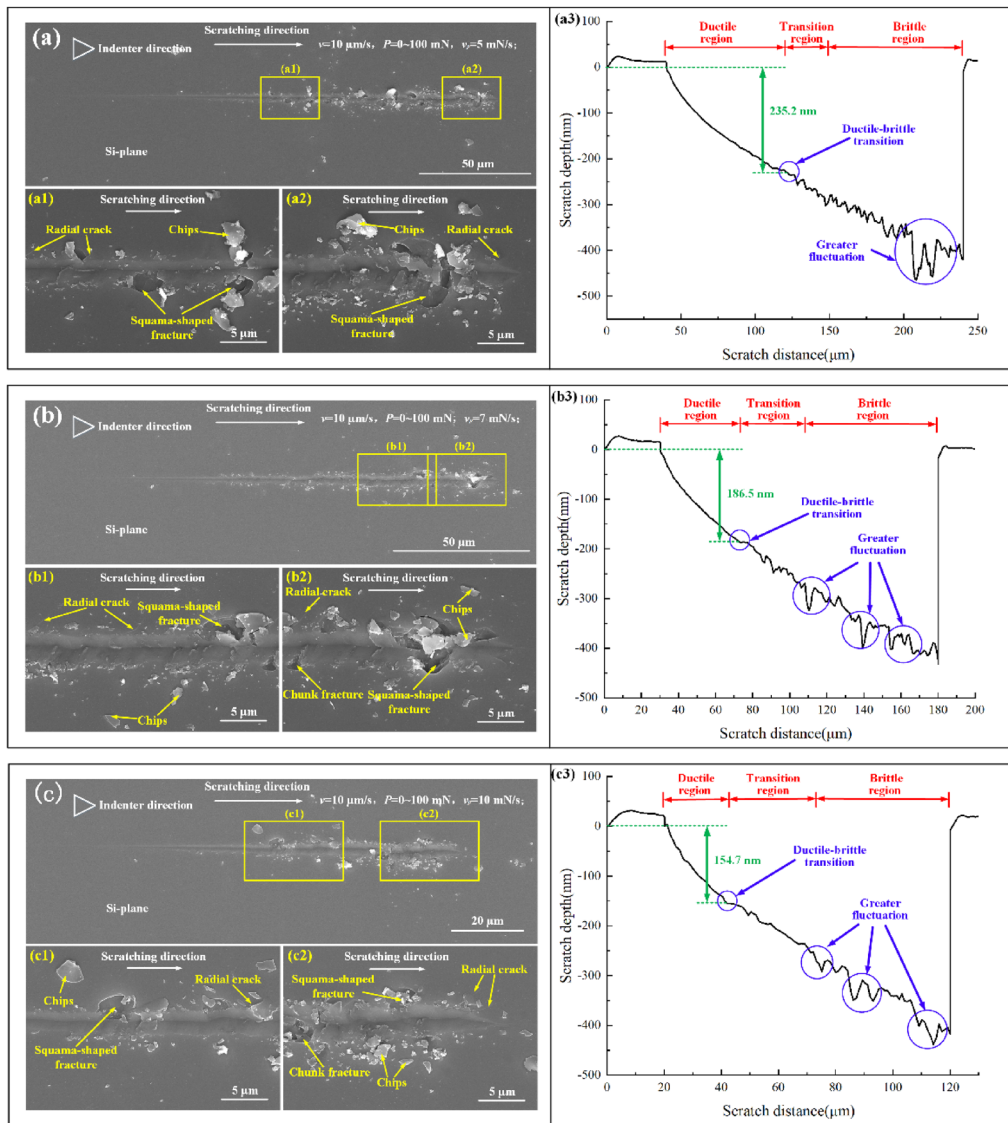 (a)
Scratching direction
Indenter direction
v=10 μm/s, P=0~100 mN, vₚ=5 mN/s;
(a1)
(a2)
Si-plane
50 μm
(a1)
Scratching direction
Radial crack
Chips
Squama-shaped
fracture
5 μm
(a2)
Scratching direction
Chips
Radial crack
Squama-shaped
fracture
5 μm
(a3)
Ductile
region
Transition
region
Brittle
region
235.2 nm
Ductile-brittle
transition
Greater
fluctuation
100
0
-100
-200
-300
-400
-500
Scratch depth(nm)
0 50 100 150 200 250
Scratch distance(μm)
(b)
Scratching direction
Indenter direction
v=10 μm/s, P=0~100 mN; vₚ=7 mN/s;
(b1)
(b2)
Si-plane
50 μm
(b1)
Scratching direction
Radial crack
Squama-shaped
fracture
Chips
5 μm
(b2)
Scratching direction
Radial crack
Chips
Chunk fracture
Squama-shaped
fracture
5 μm
(b3)
Ductile
region
Transition
region
Brittle
region
186.5 nm
Ductile-brittle
transition
Greater
fluctuation
100
0
-100
-200
-300
-400
-500
Scratch depth(nm)
0 20 40 60 80 100 120 140 160 180 200
Scratch distance(μm)
(c)
Scratching direction
Indenter direction
v=10 μm/s, P=0~100 mN, vₚ=10 mN/s;
(c1)
(c2)
Si-plane
20 μm
(c1)
Scratching direction
Chips
Radial crack
Squama-shaped
fracture
5 μm
(c2)
Scratching direction
Squama-shaped
fracture
Radial crack
Chunk fracture
Chips
5 μm
(c3)
Ductile
region
Transition
region
Brittle
region
154.7 nm
Ductile-brittle
transition
Greater
fluctuation
100
0
-100
-200
-300
-400
-500
Scratch depth(nm)
0 20 40 60 80 100 120
Scratch distance(μm)